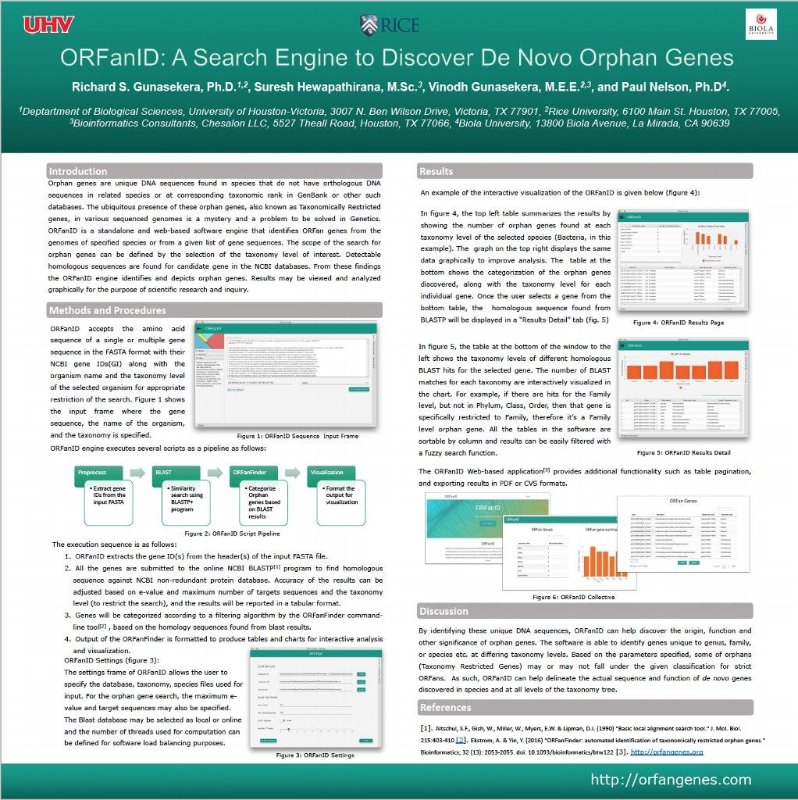 UHV
RICE
BIOLA
UNIVERSITY
ORFanID: A Search Engine to Discover De Novo Orphan Genes
Richard S. Gunasekera, Ph.D.1,2, Suresh Hewapathirana, M.Sc.3, Vinodh Gunasekera, M.E.E.2,3, and Paul Nelson, Ph.D4.
1Deptartment of Biological Sciences, University of Houston-Victoria, 3007 N. Ben Wilson Drive, Victoria, TX 77901, 2Rice University, 6100 Main St. Houston, TX 77005,
3Bioinformatics Consultants, Chesalon LLC, 5527 Theall Road, Houston, TX 77066, 4Biola University, 13800 Biola Avenue, La Mirada, CA 90639
Introduction
Orphan genes are unique DNA sequences found in species that do not have orthologous DNA
sequences in related species or at corresponding taxonomic rank in GenBank or other such
databases. The ubiquitous presence of these orphan genes, also known as Taxonomically Restricted
genes, in various sequenced genomes is a mystery and a problem to be solved in Genetics.
ORFanID is a standalone and web-based software engine that identifies ORFan genes from the
genomes of specified species or from a given list of gene sequences. The scope of the search for
orphan genes can be defined by the selection of the taxonomy level of interest. Detectable
homologous sequences are found for candidate gene in the NCBI databases. From these findings
the ORFanID engine identifies and depicts orphan genes. Results may be viewed and analyzed
graphically for the purpose of scientific research and inquiry.
Methods and Procedures
ORFanID accepts the amino acid
sequence of a single or multiple gene
sequence in the FASTA format with their
NCBI gene IDs(GI) along with the
organism name and the taxonomy level
of the selected organism for appropriate
restriction of the search. Figure 1 shows
the input frame where the gene
sequence, the name of the organism,
and the taxonomy is specified.
Figure 1: ORFanID Sequence Input Frame
ORFanID engine executes several scripts as a pipeline as follows:
Preprocess
• Extract gene
IDs from the
input FASTA
BLAST
• Similarity
search using
BLASTP+
program
ORFanFinder
• Categorize
Orphan
genes based
on BLAST
results
Visualization
• Format the
output for
visualization
Figure 2: ORFanID Script Pipeline
The execution sequence is as follows:
1. ORFanID extracts the gene ID(s) from the header(s) of the input FASTA file.
2. All the genes are submitted to the online NCBI BLASTP[1] program to find homologous
sequence against NCBI non-redundant protein database. Accuracy of the results can be
adjusted based on e-value and maximum number of targets sequences and the taxonomy
level (to restrict the search), and the results will be reported in a tabular format.
3. Genes will be categorized according to a filtering algorithm by the ORFanFinder command-
line tool[2] , based on the homology sequences found from blast results.
4. Output of the ORFanFinder is formatted to produce tables and charts for interactive analysis
and visualization.
ORFanID Settings (figure 3):
The settings frame of ORFanID allows the user to
specify the database, taxonomy, species files used for
input. For the orphan gene search, the maximum e-
value and target sequences may also be specified.
The Blast database may be selected as local or online
and the number of threads used for computation can
be defined for software load balancing purposes.
Settings
Figure 3: ORFanID Settings
Results
An example of the interactive visualization of the ORFanID is given below (figure 4):
In figure 4, the top left table summarizes the results by
showing the number of orphan genes found at each
taxonomy level of the selected species (Bacteria, in this
example). The graph on the top right displays the same
data graphically to improve analysis. The table at the
bottom shows the categorization of the orphan genes
discovered, along with the taxonomy level for each
individual gene. Once the user selects a gene from the
bottom table, the homologous sequence found from
BLASTP will be displayed in a "Results Detail" tab (fig. 5)
Figure 4: ORFanID Results Page
In figure 5, the table at the bottom of the window to the
left shows the taxonomy levels of different homologous
BLAST hits for the selected gene. The number of BLAST
matches for each taxonomy are interactively visualized in
the chart. For example, if there are hits for the Family
level, but not in Phylum, Class, Order, then that gene is
specifically restricted to Family, therefore it's a Family
level orphan gene. All the tables in the software are
sortable by column and results can be easily filtered with
a fuzzy search function.
Figure 5: ORFanID Results Detail
The ORFanID Web-based application[3] provides additional functionality such as table pagination,
and exporting results in PDF or CVS formats.
ORFanID
ORFan Genes
Figure 6: ORFanID Collective
Discussion
By identifying these unique DNA sequences, ORFanID can help discover the origin, function and
other significance of orphan genes. The software is able to identify genes unique to genus, family,
or species etc. at differing taxonomy levels. Based on the parameters specified, some of orphans
(Taxonomy Restricted Genes) may or may not fall under the given classification for strict
ORFans. As such, ORFanID can help delineate the actual sequence and function of de novo genes
discovered in species and at all levels of the taxonomy tree.
References
[1]. Altschul, S.F., Gish, W., Miller, W., Myers, E.W. & Lipman, D.J. (1990) "Basic local alignment search tool." J. Mol. Biol.
215:403-410 [2]. Ekstrom, A. & Yin, Y. (2016) "ORFanFinder: automated identification of taxonomically restricted orphan genes."
Bioinformatics; 32 (13): 2053-2055. doi: 10.1093/bioinformatics/btw122 [3]. http://orfangenes.org
http://orfangenes.com